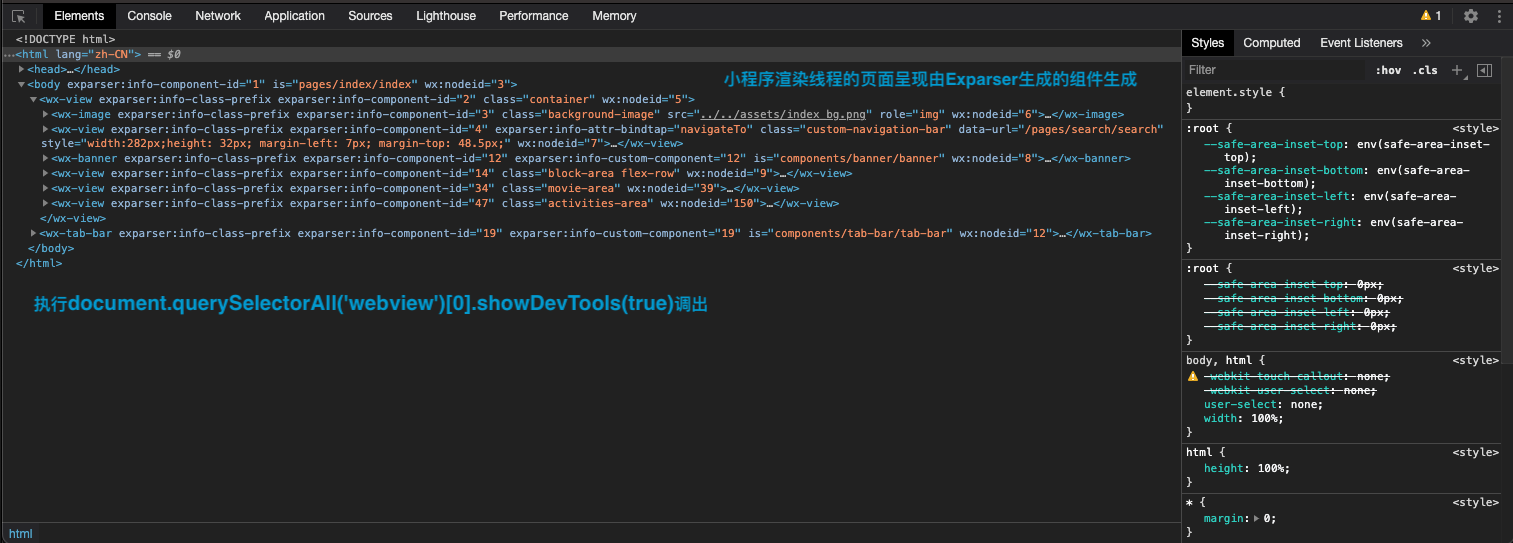 Elements Console Network Application Sources Lighthouse Performance Memory 1
<!DOCTYPE html>
…<html lang="zh-CN"> == $0
<head>…</head>
<body exparser:info-component-id="1" is="pages/index/index" wx:nodeid="3">
小程序渲染线程的页面呈现由Exparser生成的组件生成
<wx-view exparser:info-class-prefix exparser:info-component-id="2" class="container" wx:nodeid="5">
<wx-image exparser:info-class-prefix exparser:info-component-id="3" class="background-image" src="../../assets/index_bg.png" role="img" wx:nodeid="6">…</wx-image>
<wx-view exparser:info-class-prefix exparser:info-component-id="4" exparser:info-attr-bindtap="navigateTo" class="custom-navigation-bar" data-url="/pages/search/search"
style="width:282px;height: 32px; margin-left: 7px; margin-top: 48.5px;" wx:nodeid="7">…</wx-view>
<wx-banner exparser:info-class-prefix exparser:info-component-id="12" exparser:info-custom-component="12" is="components/banner/banner" wx:nodeid="8">…</wx-banner>
<wx-view exparser:info-class-prefix exparser:info-component-id="14" class="block-area flex-row" wx:nodeid="9">…</wx-view>
<wx-view exparser:info-class-prefix exparser:info-component-id="34" class="movie-area" wx:nodeid="39">…</wx-view>
<wx-view exparser:info-class-prefix exparser:info-component-id="47" class="activities-area" wx:nodeid="150">…</wx-view>
</wx-view>
<wx-tab-bar exparser:info-class-prefix exparser:info-component-id="19" exparser:info-custom-component="19" is="components/tab-bar/tab-bar" wx:nodeid="12">…</wx-tab-bar>
</body>
</html>
执行document.querySelectorAll('webview')[0].showDevTools(true)调出
html
Styles Computed Event Listeners »
Filter :hov .cls +
element.style {
}
:root { <style>
--safe-area-inset-top: env(safe-area-inset-
top);
--safe-area-inset-bottom: env(safe-area-
inset-bottom);
--safe-area-inset-left: env(safe-area-
inset-left);
--safe-area-inset-right: env(safe-area-
inset-right);
}
:root { <style>
--safe-area-inset-top: 0px;
--safe-area-inset-bottom: 0px;
--safe-area-inset-left: 0px;
--safe-area-inset-right: 0px;
}
body, html { <style>
-webkit-touch-callout: none;
-webkit-user-select: none;
user-select: none;
width: 100%;
}
html { <style>
height: 100%;
}
* { <style>
margin: 0;
}